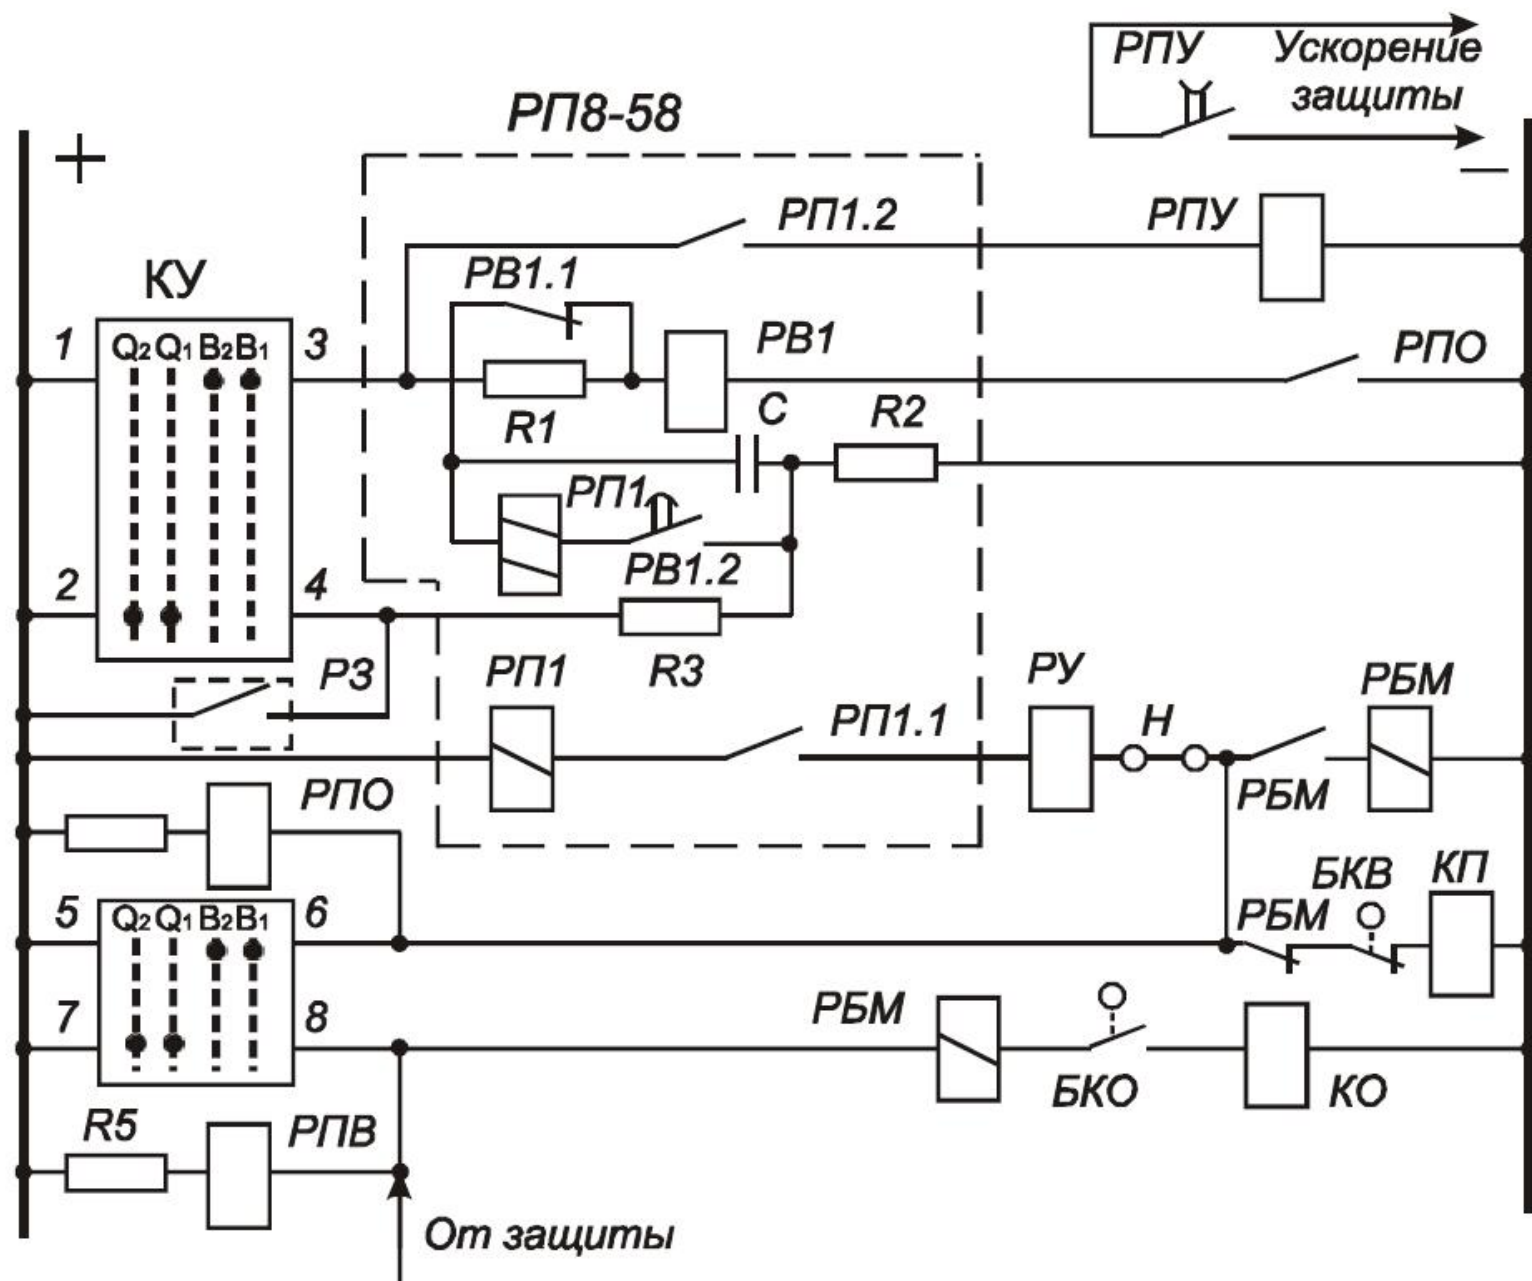 РПУ Ускорение
защиты
РП8-58
+
—
РП1.2 РПУ
КУ
РВ1.1
1 Q2 Q1 B2 B1 3
РВ1 РПО
R1 C R2
РП1
РВ1.2
2 4
РЗ РП1 R3 РУ РБМ
РП1.1 Н
РПО РБМ
5 Q2 Q1 B2 B1 6 БКВ КП
РБМ
7 8 РБМ
БКО КО
R5 РПВ
От защиты